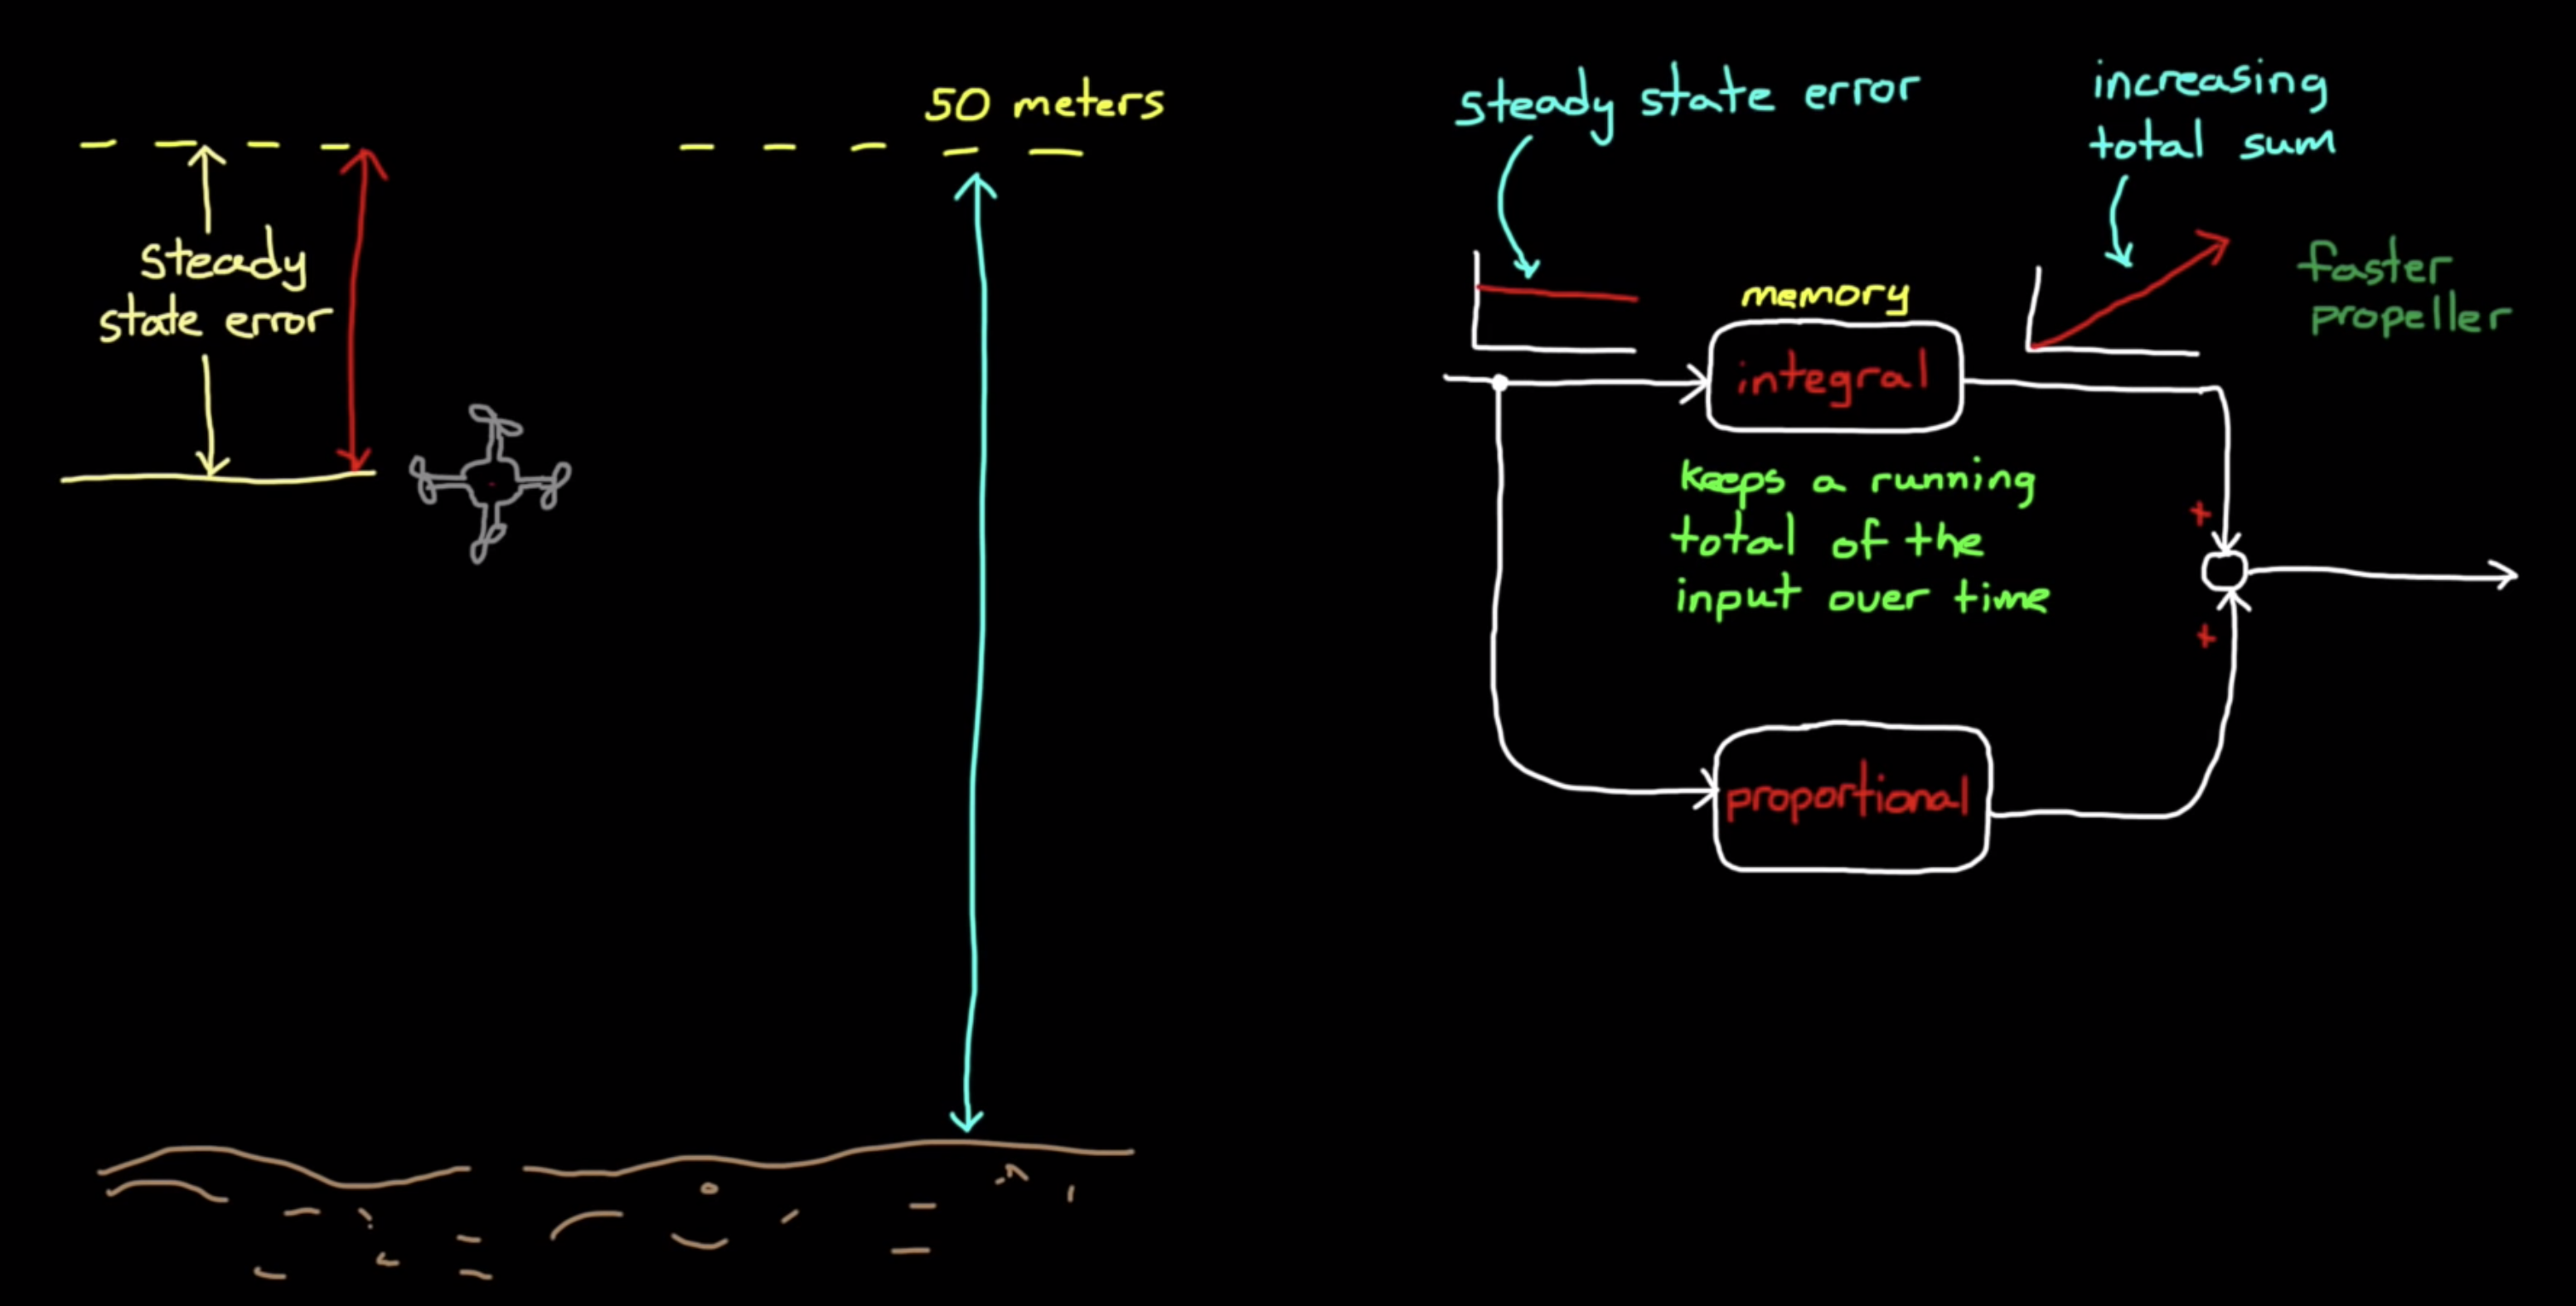 50 meters
steady
state error
steady state error
increasing
total sum
faster
propeller
memory
integral
keeps a running
total of the
input over time
+
+
proportional